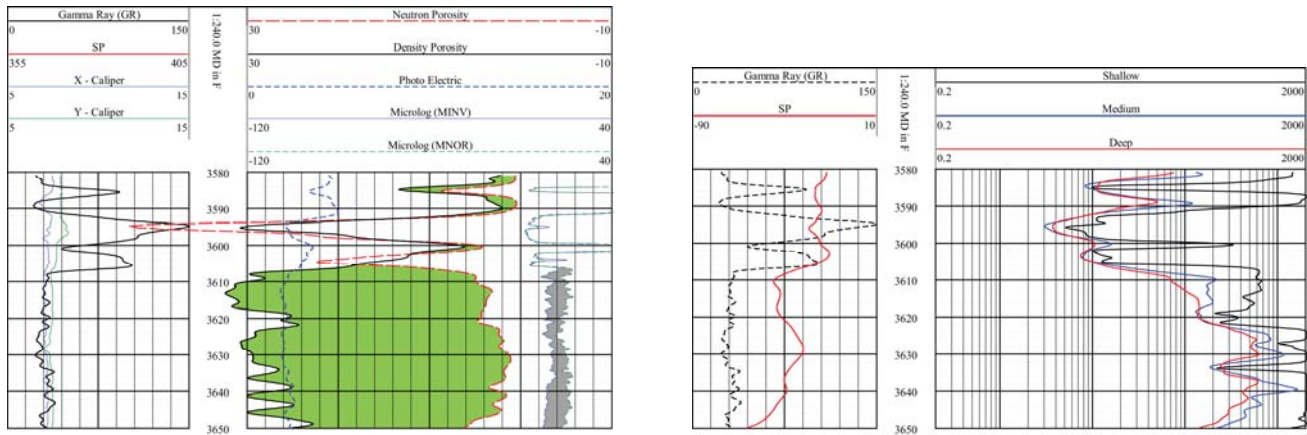 Gamma Ray (GR)
0 150
SP
355 405
X - Caliper
5 15
Y - Caliper
5 15
1:240.0 MD in F
Neutron Porosity
30 -10
Density Porosity
30 -10
Photo Electric
0 20
Microlog (MINV)
-120 40
Microlog (MNOR)
-120 40
3580
3590
3600
3610
3620
3630
3640
3650
Gamma Ray (GR)
0 150
SP
-90 10
1:240.0 MD in F
Shallow
0.2 2000
Medium
0.2 2000
Deep
0.2 2000
3580
3590
3600
3610
3620
3630
3640
3650